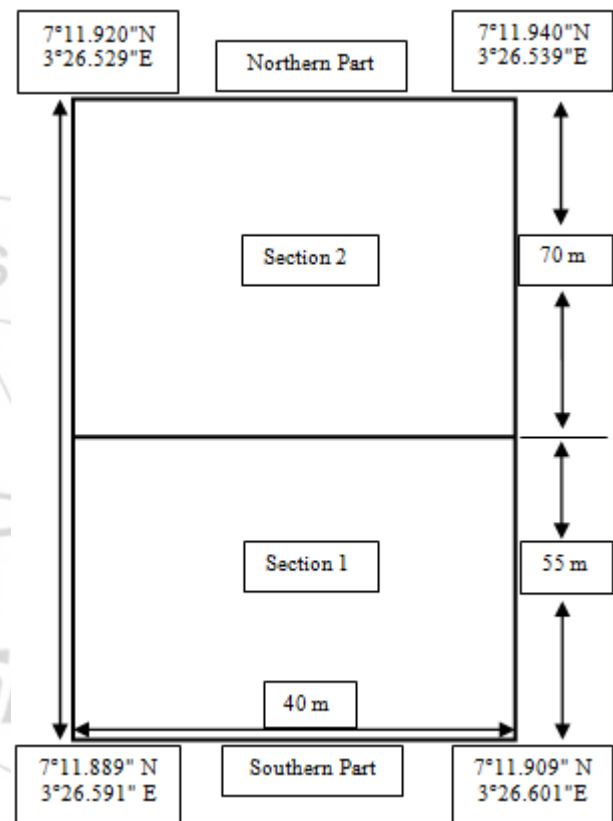 7°11.920"N
3°26.529"E
Northern Part
7°11.940"N
3°26.539"E
Section 2
70 m
Section 1
55 m
40 m
7°11.889" N
3°26.591" E
Southern Part
7°11.909" N
3°26.601"E